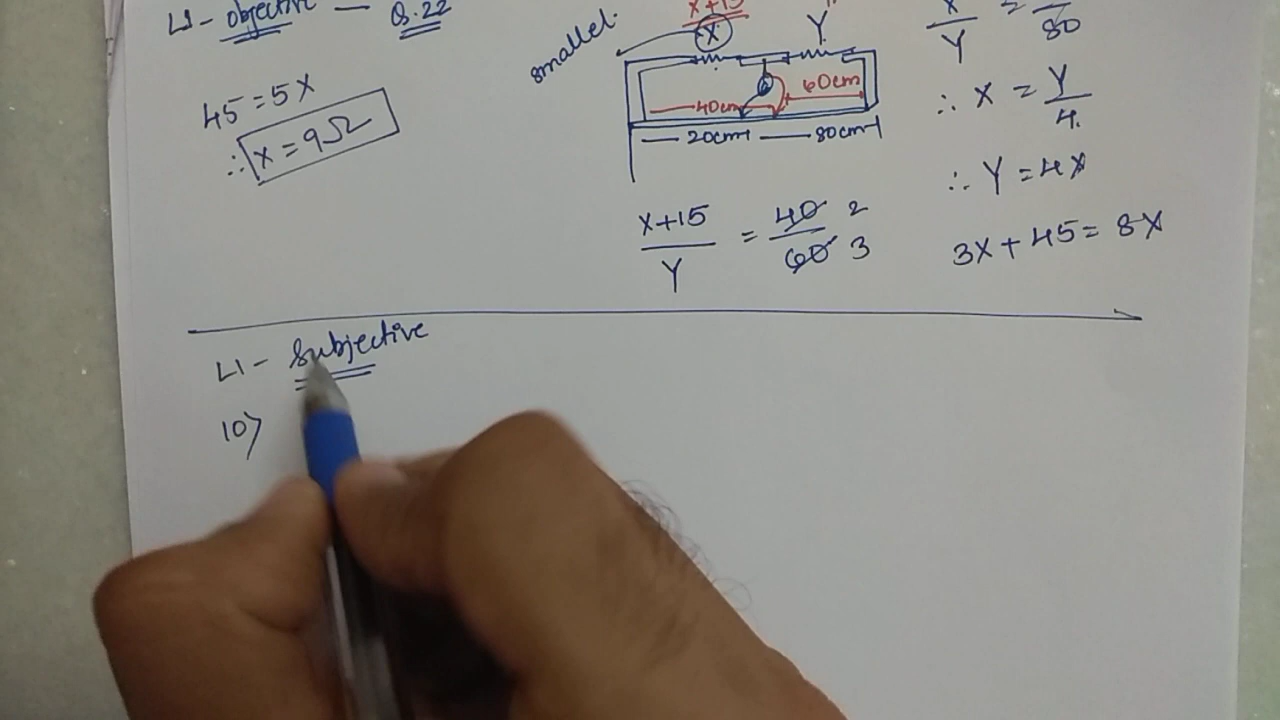 L1 - objective — Q.22
45 = 5X
∴ X = 9Ω
smaller.
X+15
X
Y
40cm
60cm
20cm
80cm
X+15 / Y = 40 / 60 2 / 3
X / Y = / 80
∴ X = Y / 4.
∴ Y = 4X
3X + 45 = 8X
L1 - Subjective
10)